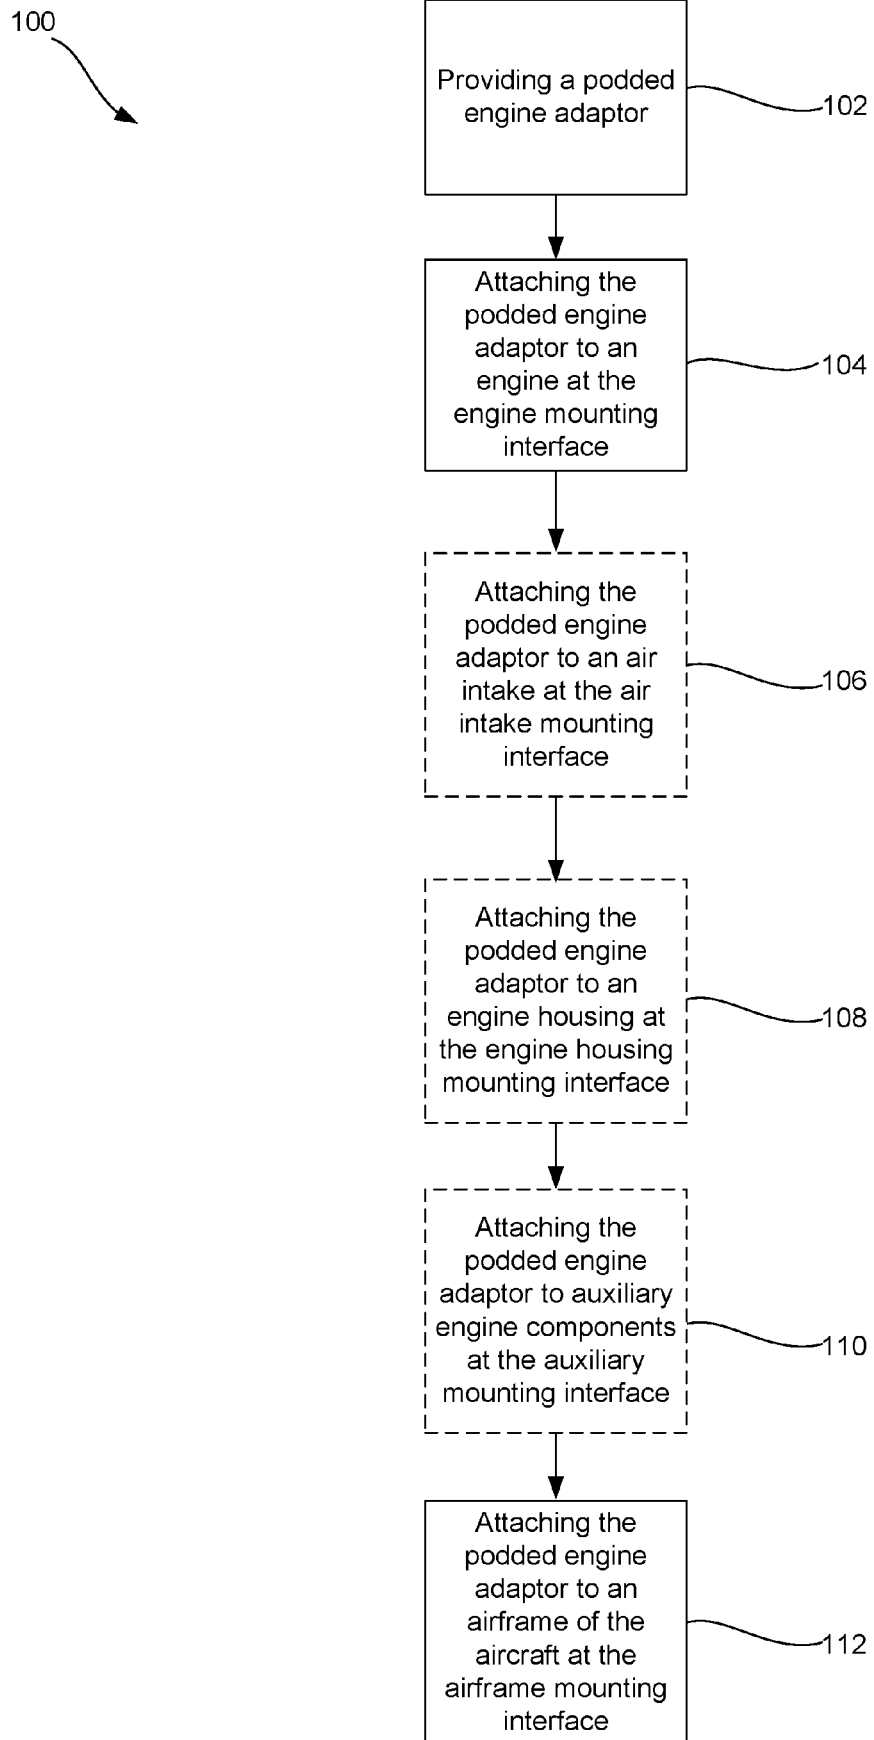 100
Providing a podded
engine adaptor
102
Attaching the
podded engine
adaptor to an
engine at the
engine mounting
interface
104
Attaching the
podded engine
adaptor to an air
intake at the air
intake mounting
interface
106
Attaching the
podded engine
adaptor to an
engine housing at
the engine housing
mounting interface
108
Attaching the
podded engine
adaptor to auxiliary
engine components
at the auxiliary
mounting interface
110
Attaching the
podded engine
adaptor to an
airframe of the
aircraft at the
airframe mounting
interface
112